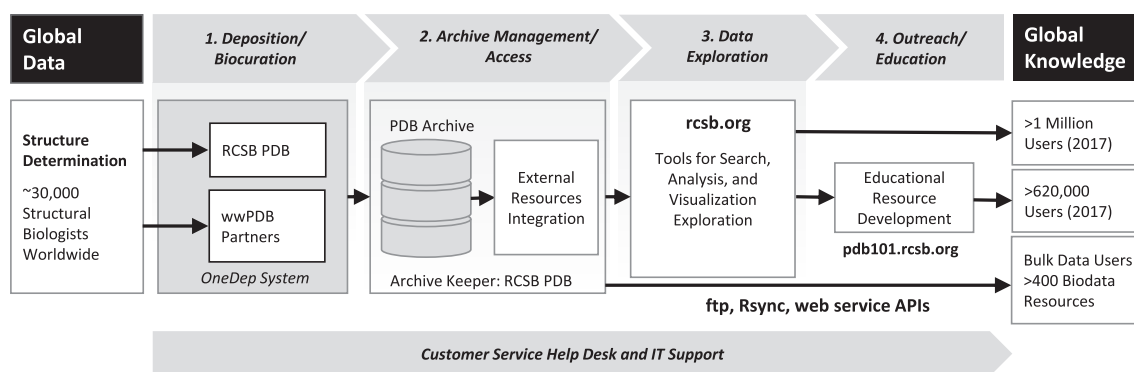 Global
Data
1. Deposition/
Biocuration
2. Archive Management/
Access
3. Data
Exploration
4. Outreach/
Education
Global
Knowledge
Structure
Determination
~30,000
Structural
Biologists
Worldwide
RCSB PDB
wwPDB
Partners
OneDep System
PDB Archive
External
Resources
Integration
Archive Keeper: RCSB PDB
rcsb.org
Tools for Search,
Analysis, and
Visualization
Exploration
Educational
Resource
Development
pdb101.rcsb.org
>1 Million
Users (2017)
>620,000
Users (2017)
Bulk Data Users
>400 Biodata
Resources
ftp, Rsync, web service APIs
Customer Service Help Desk and IT Support